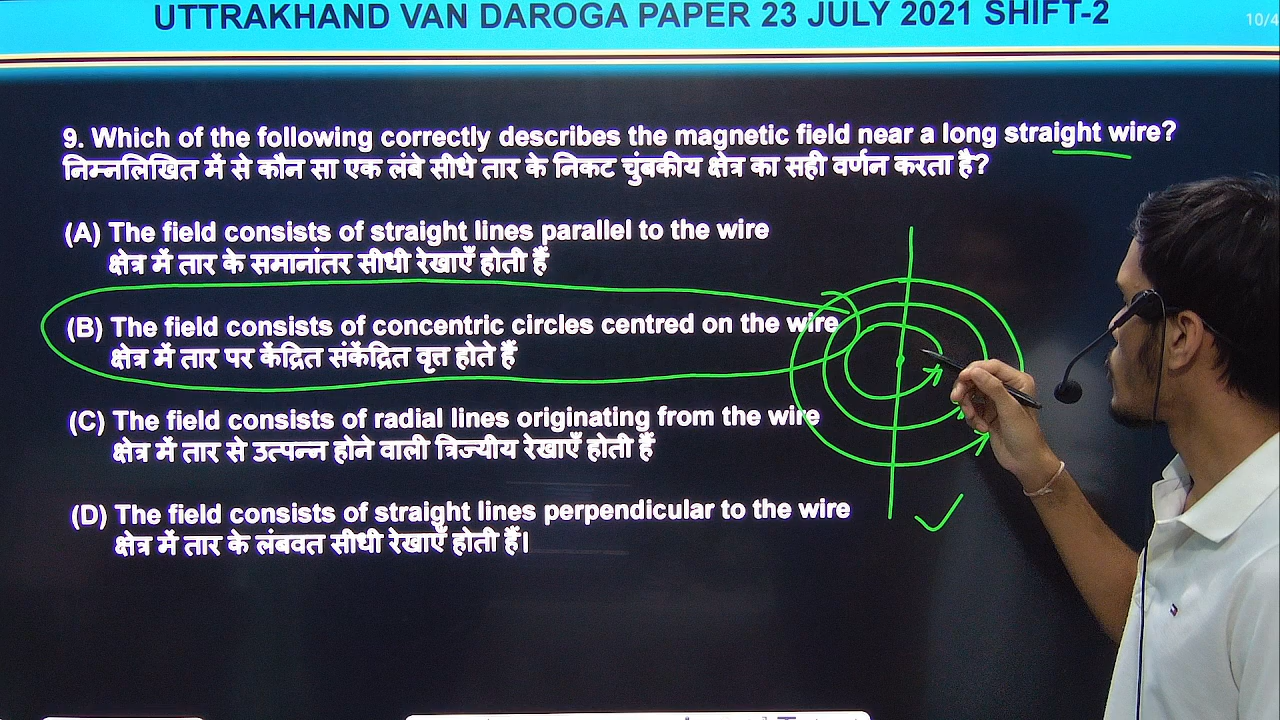 UTTRAKHAND VAN DAROGA PAPER 23 JULY 2021 SHIFT-2
10/4
9. Which of the following correctly describes the magnetic field near a long straight wire?
निम्नलिखित में से कौन सा एक लंबे सीधे तार के निकट चुंबकीय क्षेत्र का सही वर्णन करता है?
(A) The field consists of straight lines parallel to the wire
क्षेत्र में तार के समानांतर सीधी रेखाएँ होती हैं
(B) The field consists of concentric circles centred on the wire
क्षेत्र में तार पर केंद्रित संकेंद्रित वृत्त होते हैं
(C) The field consists of radial lines originating from the wire
क्षेत्र में तार से उत्पन्न होने वाली त्रिज्यीय रेखाएँ होती हैं
(D) The field consists of straight lines perpendicular to the wire
क्षेत्र में तार के लंबवत सीधी रेखाएँ होती हैं।